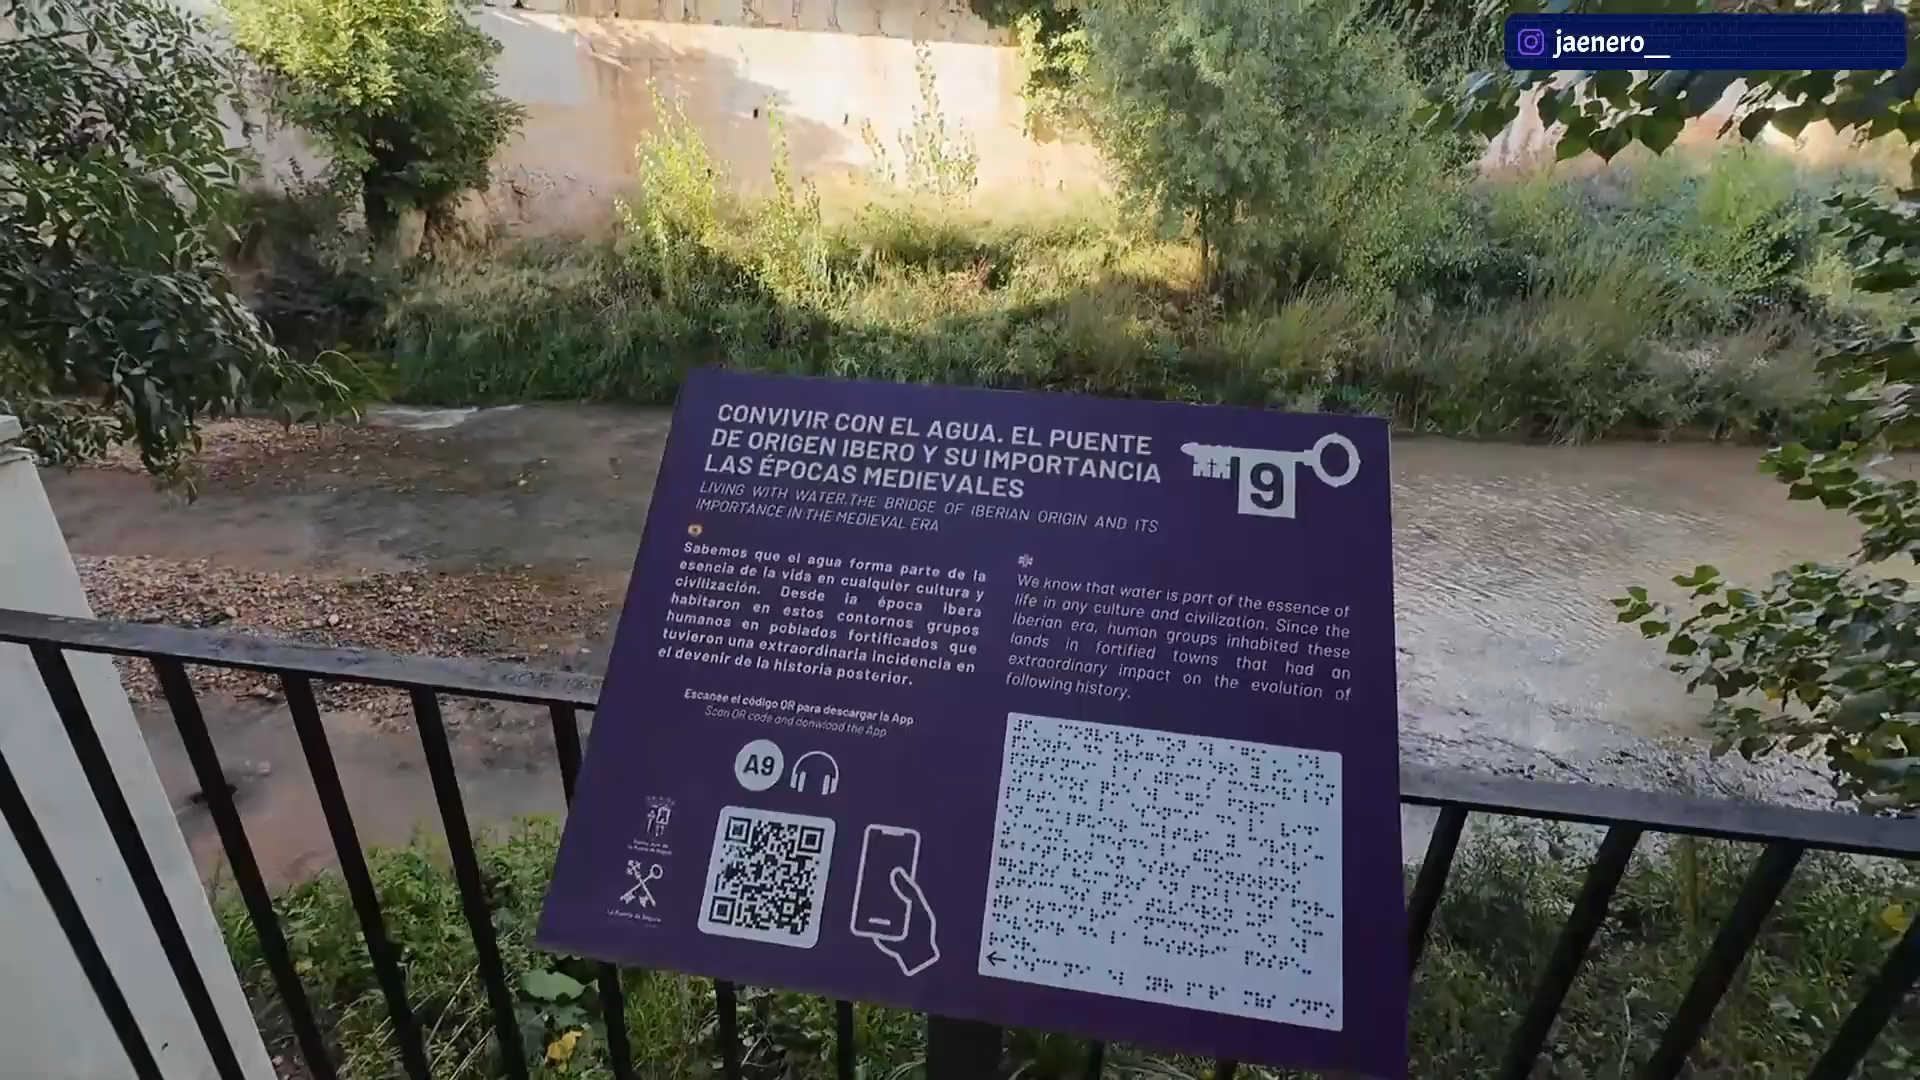 jaenero__
CONVIVIR CON EL AGUA. EL PUENTE
DE ORIGEN IBERO Y SU IMPORTANCIA
LAS ÉPOCAS MEDIEVALES
LIVING WITH WATER.THE BRIDGE OF IBERIAN ORIGIN AND ITS
IMPORTANCE IN THE MEDIEVAL ERA
9
Sabemos que el agua forma parte de la
esencia de la vida en cualquier cultura y
civilización. Desde la época ibera
habitaron en estos contornos grupos
humanos en poblados fortificados que
tuvieron una extraordinaria incidencia en
el devenir de la historia posterior.
We know that water is part of the essence of
life in any culture and civilization. Since the
Iberian era, human groups inhabited these
lands in fortified towns that had an
extraordinary impact on the evolution of
following history.
Escanee el código QR para descargar la App
Scan QR code and donwload the App
A9
La Puerta de Segura